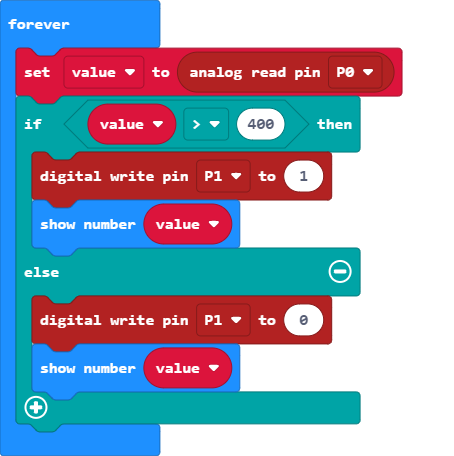 forever
set value to analog read pin P0
if value > 400 then
digital write pin P1 to 1
show number value
else
digital write pin P1 to 0
show number value